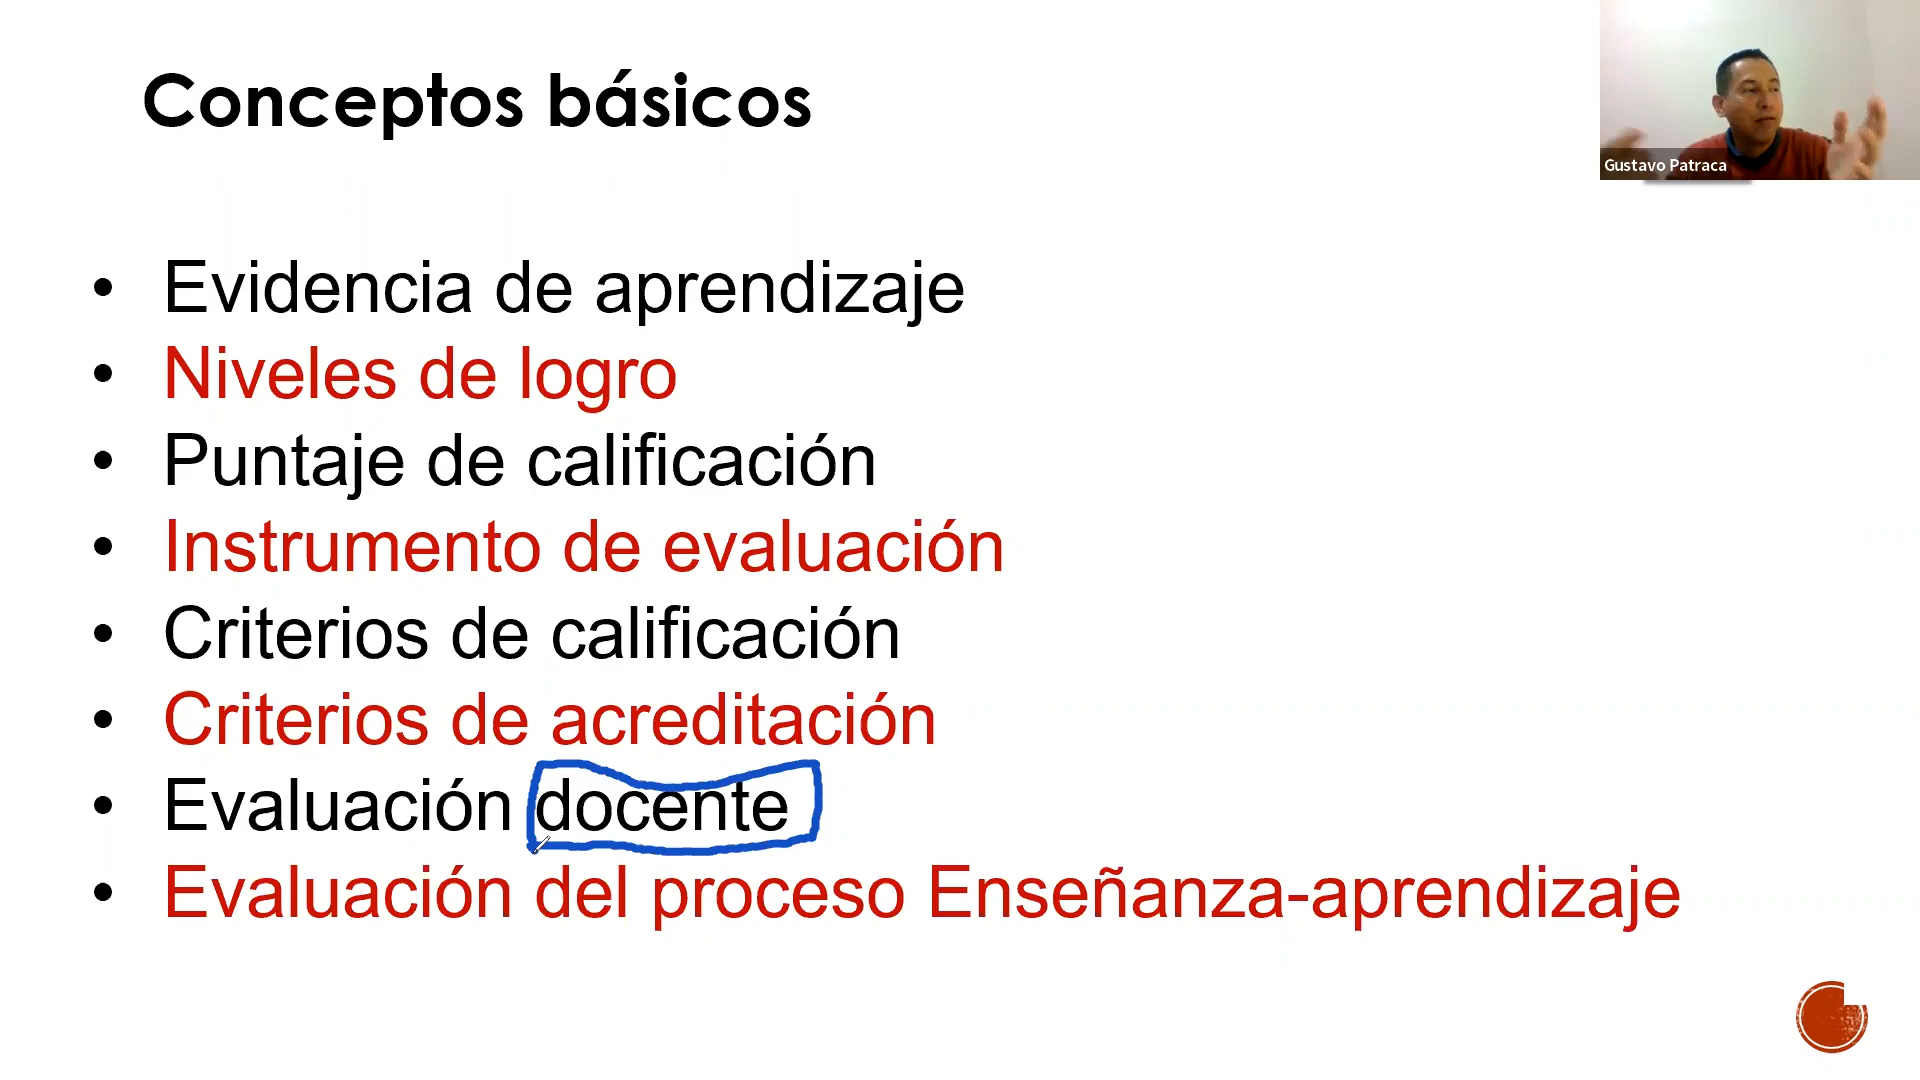 Conceptos básicos
Gustavo Patraca
• Evidencia de aprendizaje
• Niveles de logro
• Puntaje de calificación
• Instrumento de evaluación
• Criterios de calificación
• Criterios de acreditación
• Evaluación docente
• Evaluación del proceso Enseñanza-aprendizaje